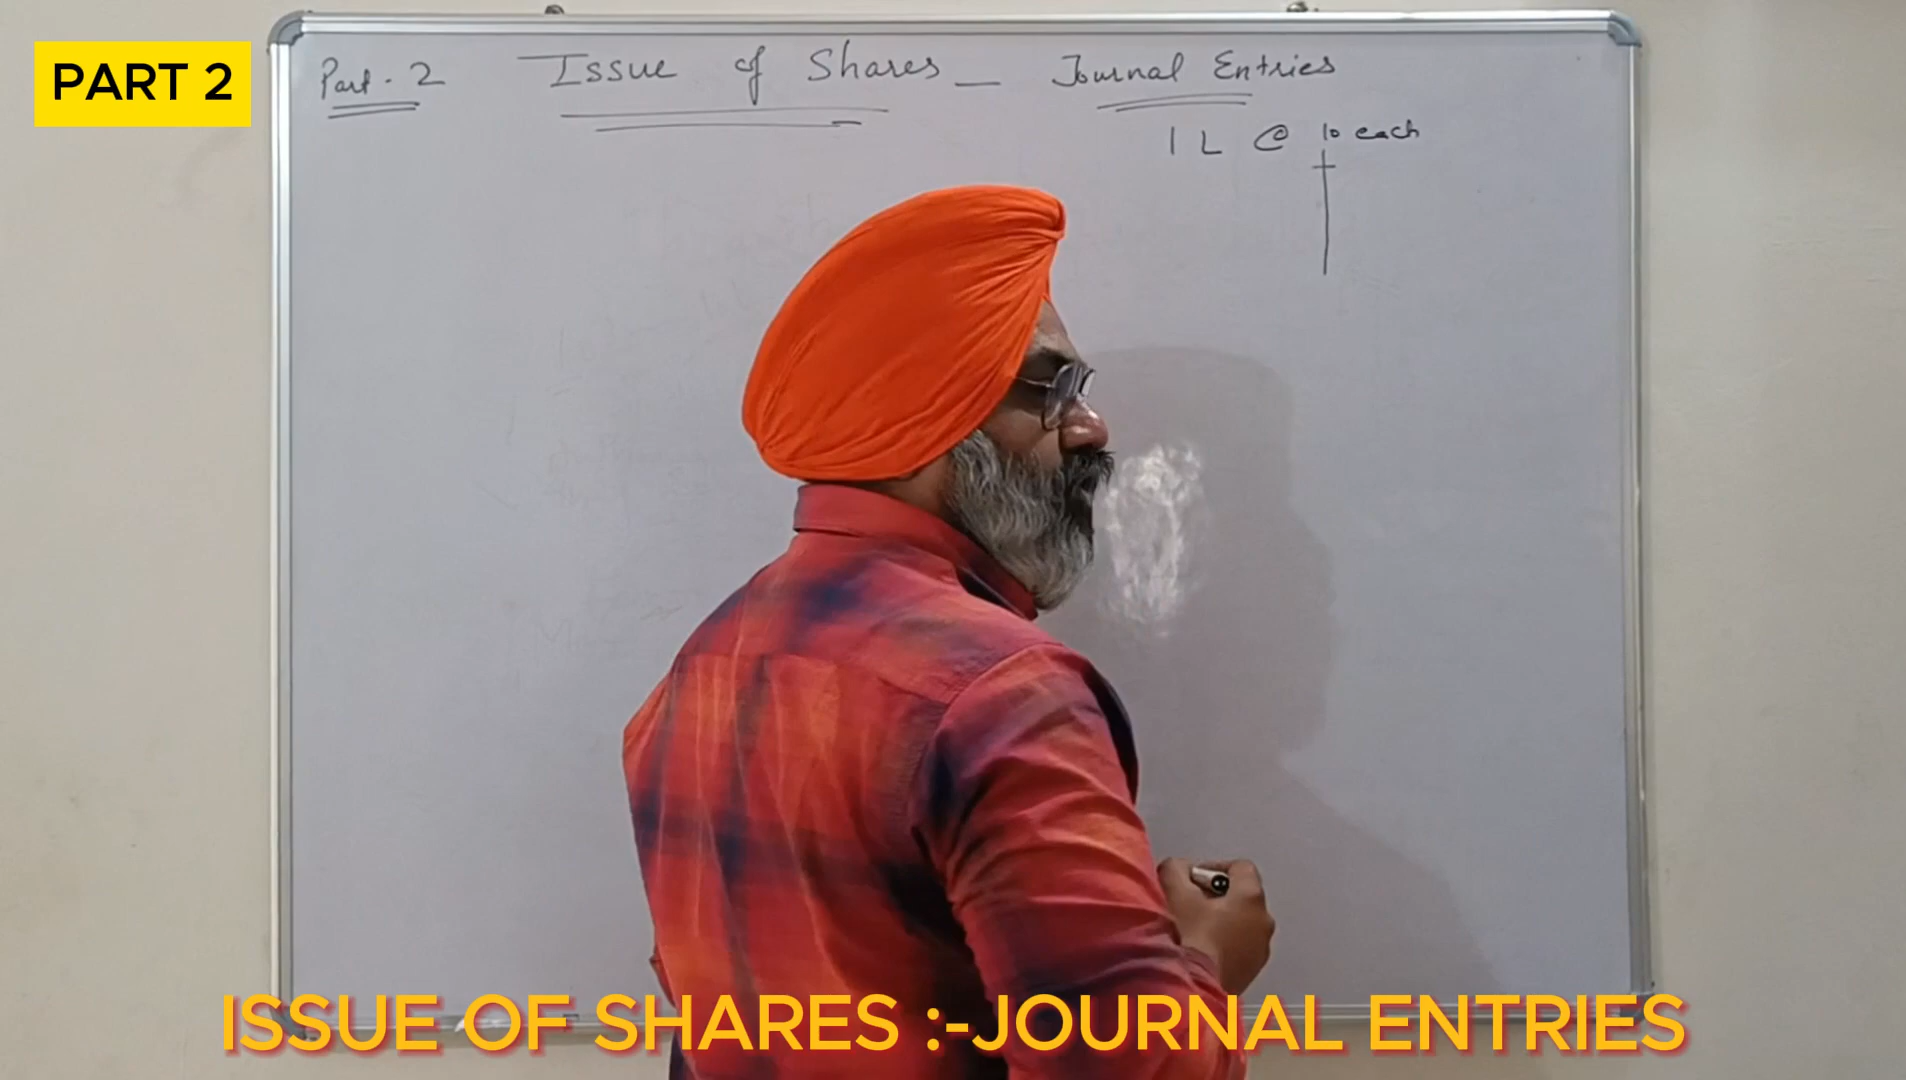 PART 2
Part - 2 Issue of Shares - Journal Entries
1 L @ 10 each
ISSUE OF SHARES :-JOURNAL ENTRIES